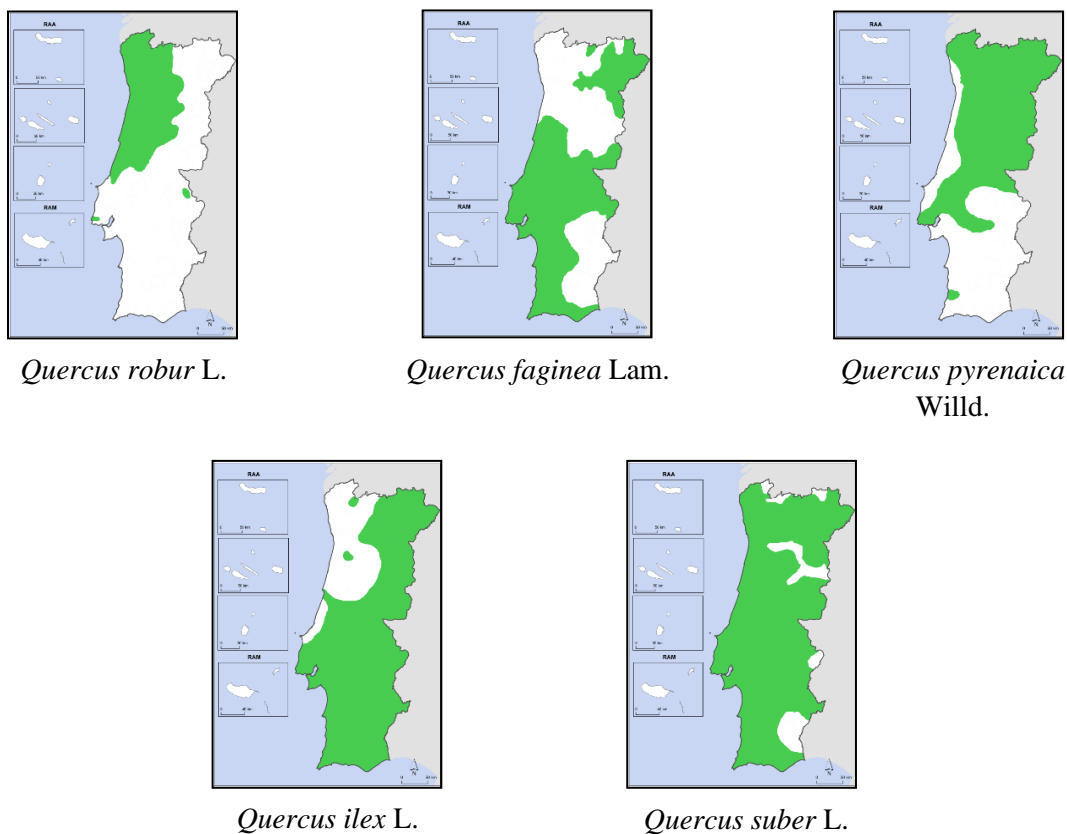 RAA
RAM
N
Quercus robur L.
RAA
RAM
N
Quercus faginea Lam.
RAA
RAM
N
Quercus pyrenaica
Willd.
RAA
RAM
N
Quercus ilex L.
RAA
RAM
N
Quercus suber L.